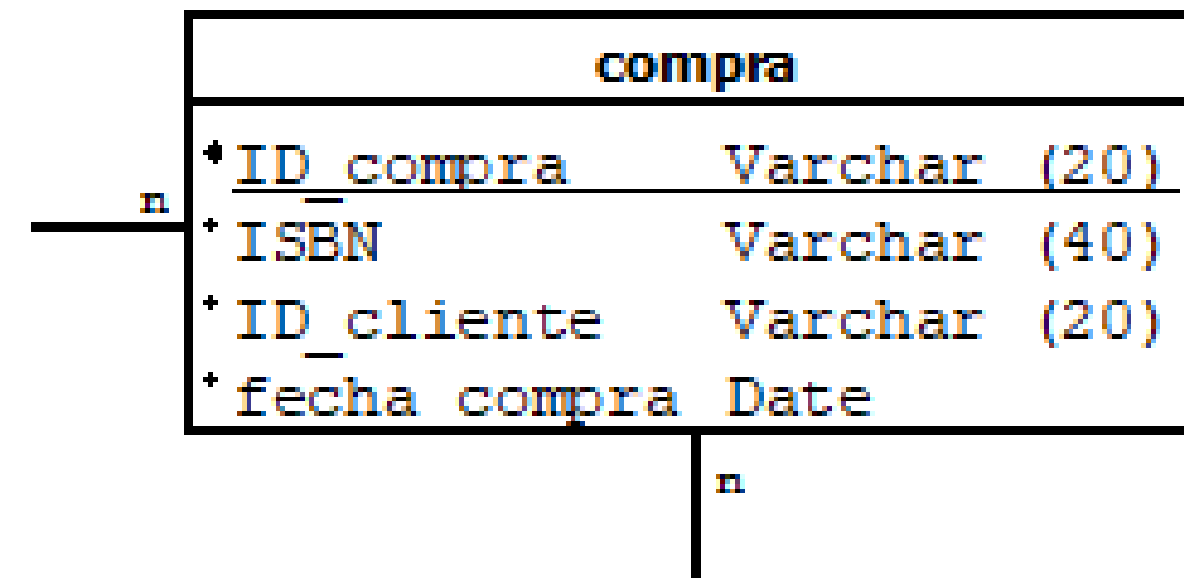 compra
ID_compra Varchar (20)
n
ISBN Varchar (40)
ID_cliente Varchar (20)
fecha compra Date
n